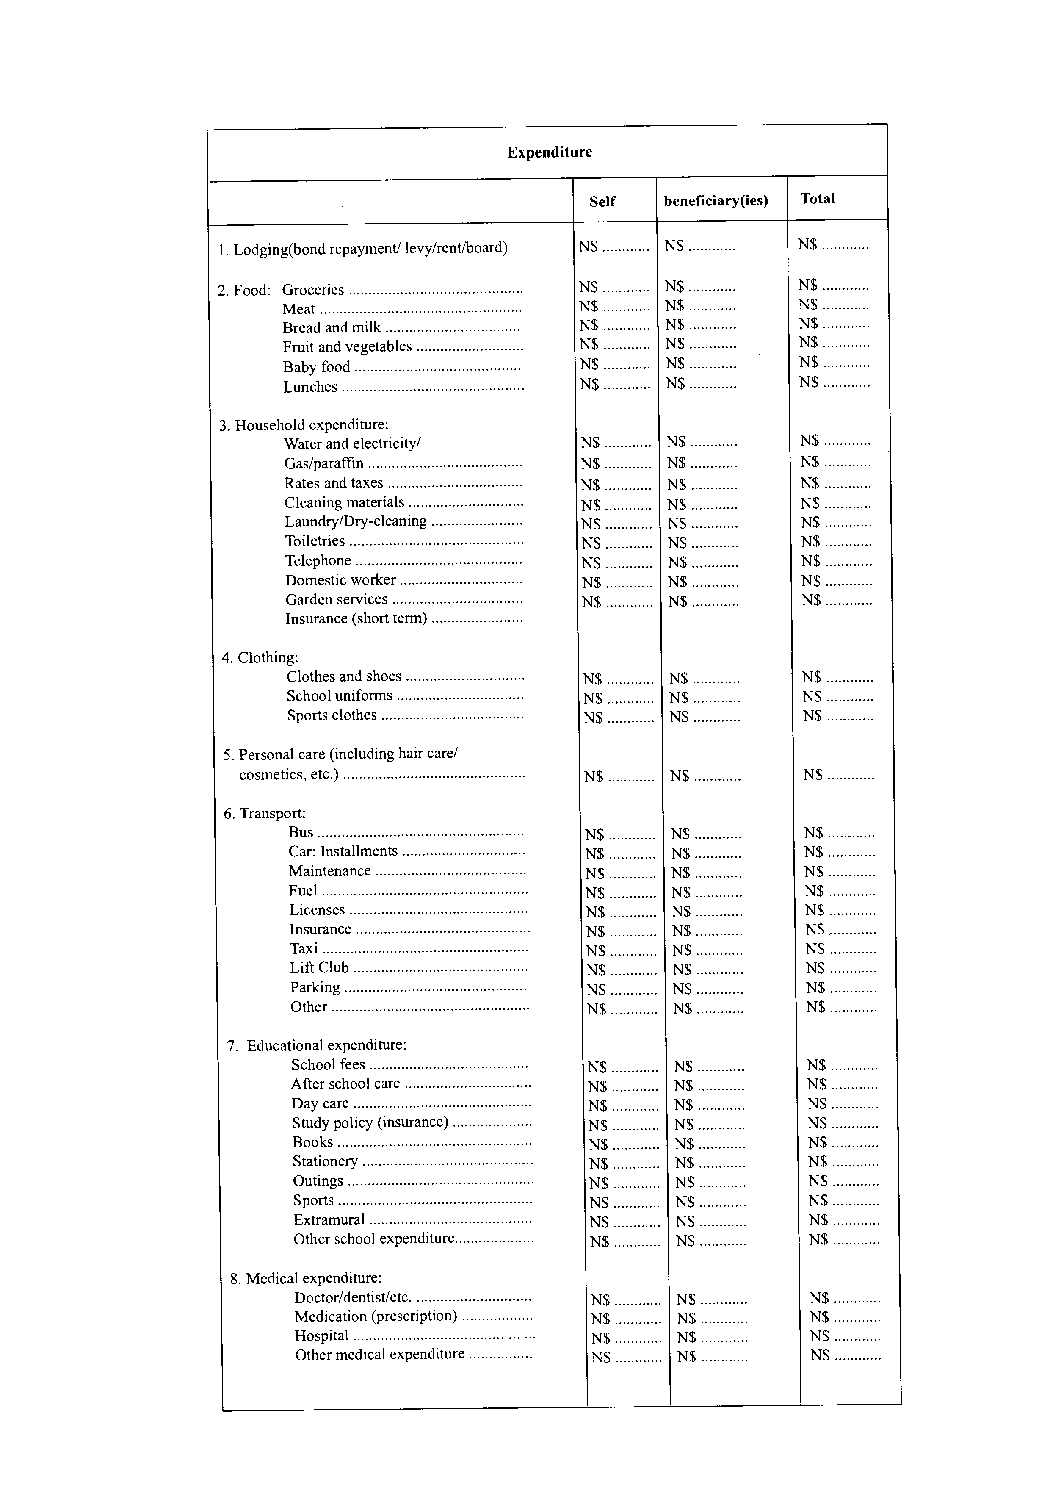 Expenditure
Self beneficiary(ies) Total
1. Lodging(bond repayment/ levy/rent/board) N$ ............ N$ ............ N$ ............
2. Food: Groceries ............................................ N$ ............ N$ ............ N$ ............
Meat ................................................... N$ ............ N$ ............ N$ ............
Bread and milk .................................. N$ ............ N$ ............ N$ ............
Fruit and vegetables ........................... N$ ............ N$ ............ N$ ............
Baby food .......................................... N$ ............ N$ ............ N$ ............
Lunches .............................................. N$ ............ N$ ............ N$ ............
3. Household expenditure:
Water and electricity/ N$ ............ N$ ............ N$ ............
Gas/paraffin ....................................... N$ ............ N$ ............ N$ ............
Rates and taxes .................................. N$ ............ N$ ............ N$ ............
Cleaning materials ............................. N$ ............ N$ ............ N$ ............
Laundry/Dry-cleaning ....................... N$ ............ N$ ............ N$ ............
Toiletries ............................................ N$ ............ N$ ............ N$ ............
Telephone .......................................... N$ ............ N$ ............ N$ ............
Domestic worker ............................... N$ ............ N$ ............ N$ ............
Garden services ................................. N$ ............ N$ ............ N$ ............
Insurance (short term) .......................
4. Clothing:
Clothes and shoes .............................. N$ ............ N$ ............ N$ ............
School uniforms ................................ N$ ............ N$ ............ N$ ............
Sports clothes .................................... N$ ............ N$ ............ N$ ............
5. Personal care (including hair care/
cosmetics, etc.) .............................................. N$ ............ N$ ............ N$ ............
6. Transport:
Bus .................................................... N$ ............ N$ ............ N$ ............
Car: Installments ............................... N$ ............ N$ ............ N$ ............
Maintenance ...................................... N$ ............ N$ ............ N$ ............
Fuel .................................................... N$ ............ N$ ............ N$ ............
Licenses ............................................. N$ ............ N$ ............ N$ ............
Insurance ............................................ N$ ............ N$ ............ N$ ............
Taxi .................................................... N$ ............ N$ ............ N$ ............
Lift Club ............................................ N$ ............ N$ ............ N$ ............
Parking .............................................. N$ ............ N$ ............ N$ ............
Other .................................................. N$ ............ N$ ............ N$ ............
7. Educational expenditure:
School fees ........................................ N$ ............ N$ ............ N$ ............
After school care ................................ N$ ............ N$ ............ N$ ............
Day care ............................................. N$ ............ N$ ............ N$ ............
Study policy (insurance) .................... N$ ............ N$ ............ N$ ............
Books ................................................. N$ ............ N$ ............ N$ ............
Stationery ........................................... N$ ............ N$ ............ N$ ............
Outings ............................................... N$ ............ N$ ............ N$ ............
Sports ................................................. N$ ............ N$ ............ N$ ............
Extramural ......................................... N$ ............ N$ ............ N$ ............
Other school expenditure.................... N$ ............ N$ ............ N$ ............
8. Medical expenditure:
Doctor/dentist/etc. ............................. N$ ............ N$ ............ N$ ............
Medication (prescription) .................. N$ ............ N$ ............ N$ ............
Hospital .............................................. N$ ............ N$ ............ N$ ............
Other medical expenditure ................ N$ ............ N$ ............ N$ ............